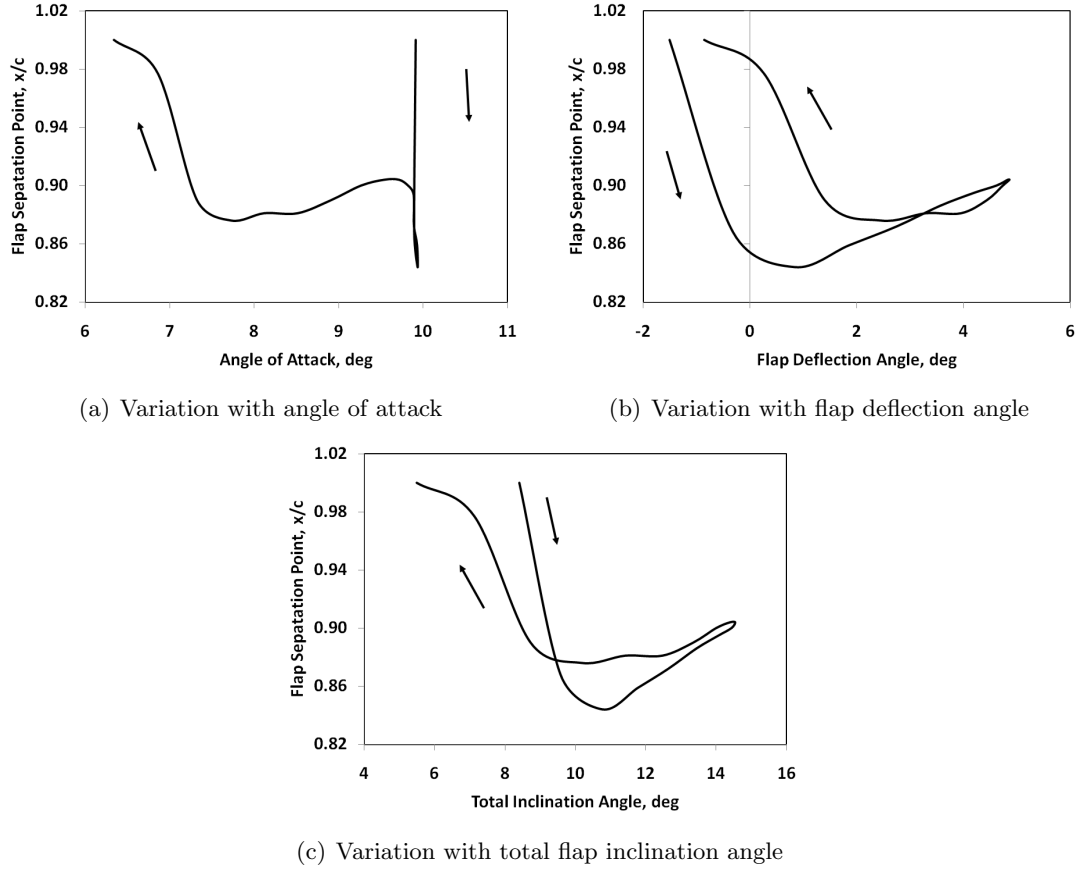 1.02
0.98
0.94
0.90
0.86
0.82
Flap Sepatation Point, x/c
6 7 8 9 10 11
Angle of Attack, deg
(a) Variation with angle of attack
1.02
0.98
0.94
0.90
0.86
0.82
Flap Sepatation Point, x/c
-2 0 2 4 6
Flap Deflection Angle, deg
(b) Variation with flap deflection angle
1.02
0.98
0.94
0.90
0.86
0.82
Flap Sepatation Point, x/c
4 6 8 10 12 14 16
Total Inclination Angle, deg
(c) Variation with total flap inclination angle